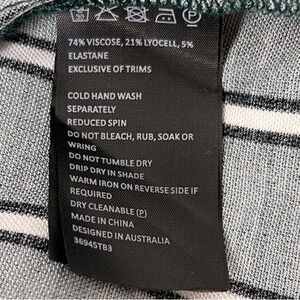 74% VISCOSE, 21% LYOCELL, 5%
ELASTANE
EXCLUSIVE OF TRIMS
COLD HAND WASH
SEPARATELY
REDUCED SPIN
DO NOT BLEACH, RUB, SOAK OR
WRING
DO NOT TUMBLE DRY
DRIP DRY IN SHADE
WARM IRON ON REVERSE SIDE IF
REQUIRED
DRY CLEANABLE (P)
MADE IN CHINA
DESIGNED IN AUSTRALIA
36945TB3